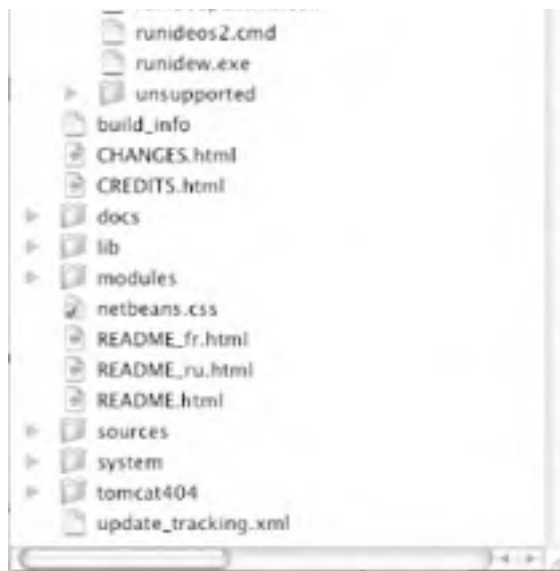 runideos2.cmd
runidew.exe
unsupported
build_info
CHANGES.html
CREDITS.html
docs
lib
modules
netbeans.css
README_fr.html
README_ru.html
README.html
sources
system
tomcat404
update_tracking.xml